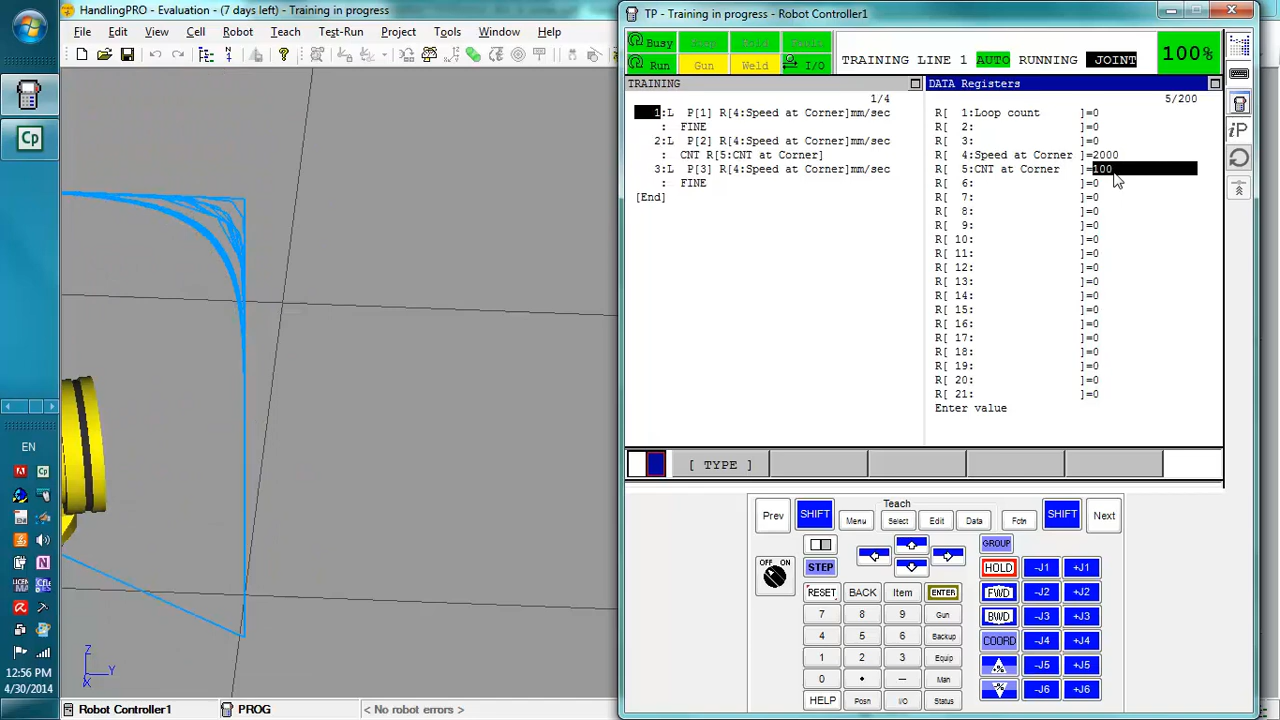 HandlingPRO - Evaluation - (7 days left) - Training in progress
File Edit View Cell Robot Teach Test-Run Project Tools Window Help
TP - Training in progress - Robot Controller1
Busy
Run
Gun Weld I/O
TRAINING LINE 1 AUTO RUNNING JOINT
100%
TRAINING
1/4
1:L P[1] R[4:Speed at Corner]mm/sec
: FINE
2:L P[2] R[4:Speed at Corner]mm/sec
: CNT R[5:CNT at Corner]
3:L P[3] R[4:Speed at Corner]mm/sec
: FINE
[End]
DATA Registers
5/200
R[ 1:Loop count ]=0
R[ 2: ]=0
R[ 3: ]=0
R[ 4:Speed at Corner ]=2000
R[ 5:CNT at Corner ]=100
R[ 6: ]=0
R[ 7: ]=0
R[ 8: ]=0
R[ 9: ]=0
R[ 10: ]=0
R[ 11: ]=0
R[ 12: ]=0
R[ 13: ]=0
R[ 14: ]=0
R[ 15: ]=0
R[ 16: ]=0
R[ 17: ]=0
R[ 18: ]=0
R[ 19: ]=0
R[ 20: ]=0
R[ 21: ]=0
Enter value
[ TYPE ]
Teach
Prev SHIFT Menu Select Edit Data Fctn SHIFT Next
OFF ON
STEP
GROUP
HOLD -J1 +J1
RESET BACK Item ENTER FWD -J2 +J2
7 8 9 Gun BWD -J3 +J3
4 5 6 Backup COORD -J4 +J4
1 2 3 Equip +% -J5 +J5
0 • — Man -% -J6 +J6
HELP Posn I/O Status
iP
Cp
EN
Z
Y
X
12:56 PM
4/30/2014
Robot Controller1
PROG
< No robot errors >